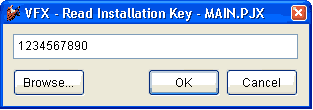 VFX - Read Installation Key - MAIN.PJX
1234567890
Browse... OK Cancel